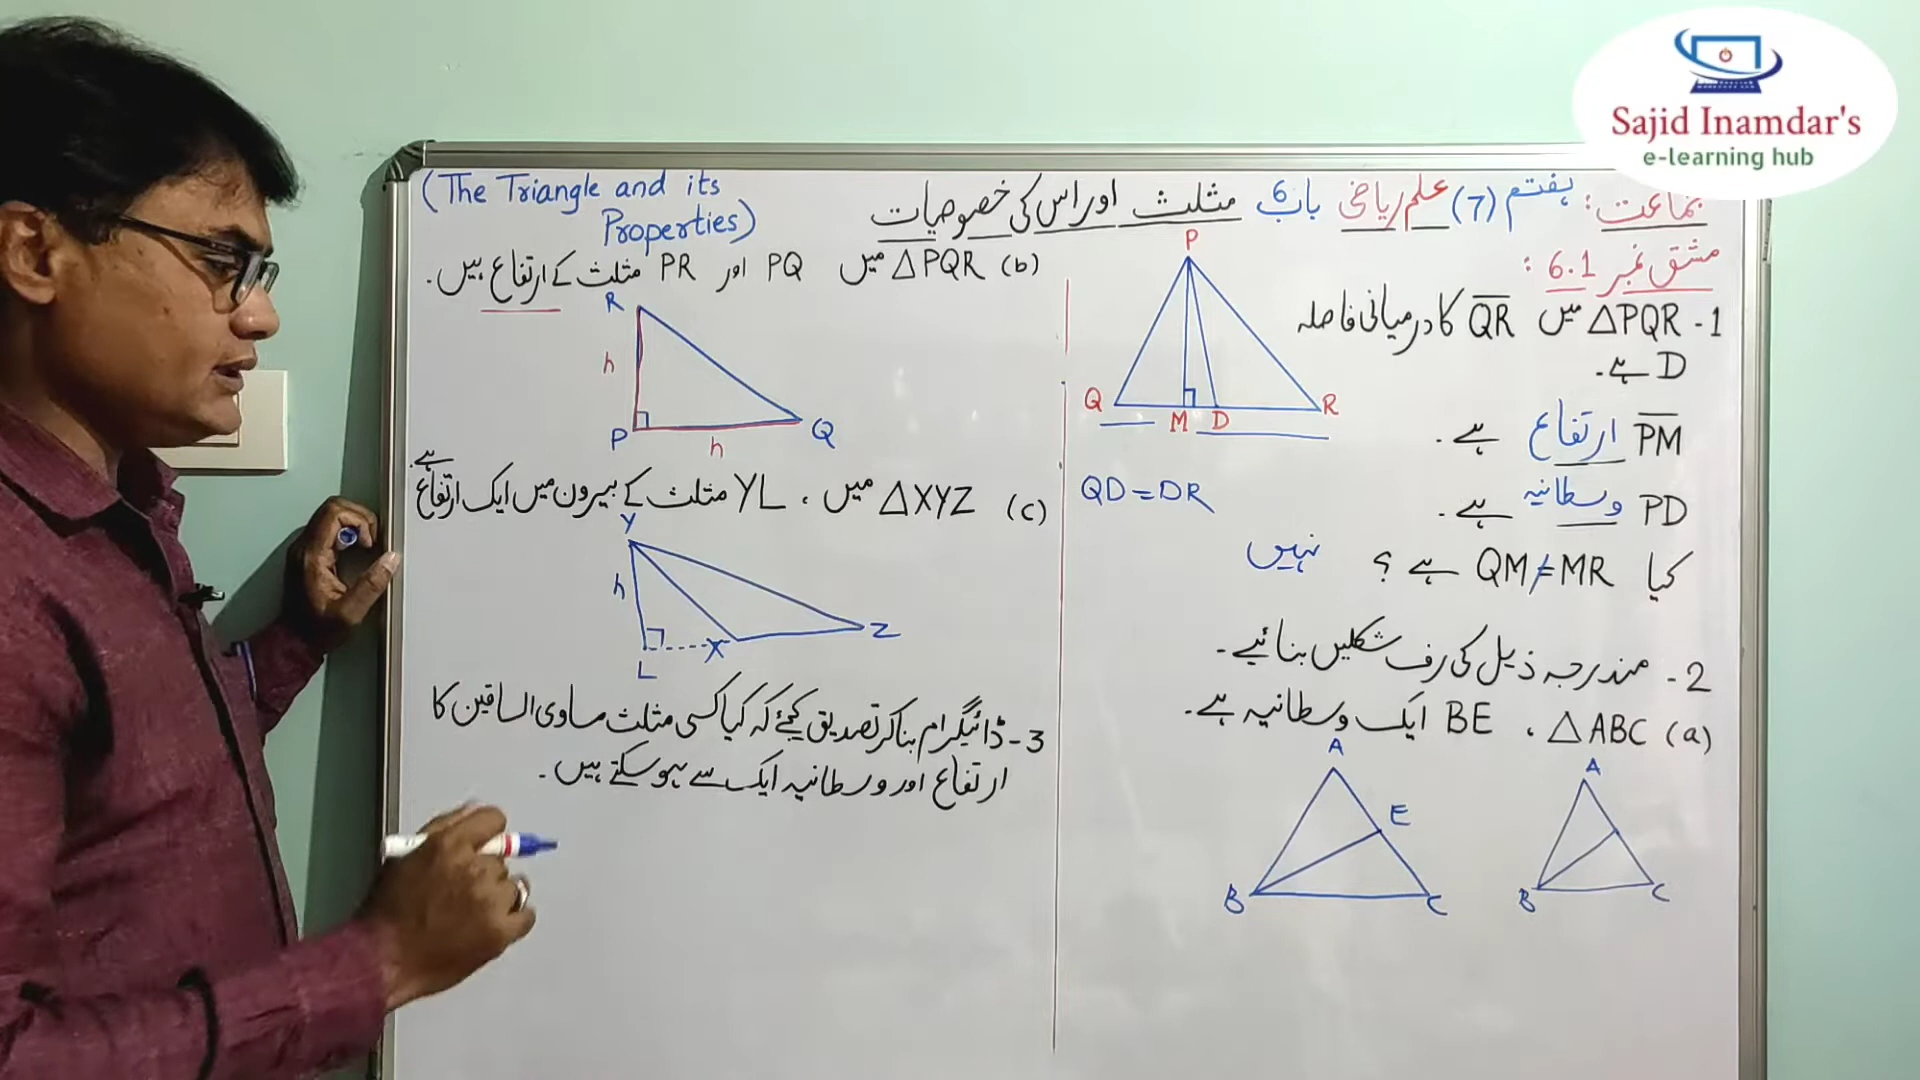 Sajid Inamdar's
e-learning hub
جماعت : ہفتم (7) علم ریاضی باب 6 مثلث اور اس کی خصوصیات
(The Triangle and its
Properties)
مشق نمبر 6.1 :
1- △PQR میں QR کا درمیانی فاصلہ
D ہے۔
P
Q
M
D
R
PM ارتفاع ہے۔
QD=DR
PD وسطانیہ ہے۔
کیا QM≠MR ہے ؟ نہیں
2- مندرجہ ذیل کی رف شکلیں بنائیے۔
(a) △ABC ، BE ایک وسطانیہ ہے۔
A
E
B
C
A
B
C
(b) △PQR میں PQ اور PR مثلث کے ارتفاع ہیں۔
R
h
P
h
Q
(c) △XYZ میں ، YL مثلث کے بیرون میں ایک ارتفاع ہے۔
Y
h
L
X
Z
3- ڈائیگرام بنا کر تصدیق کیجئے کہ کیا کسی مثلث مساوی الساقین کا
ارتفاع اور وسطانیہ ایک سے ہو سکتے ہیں۔